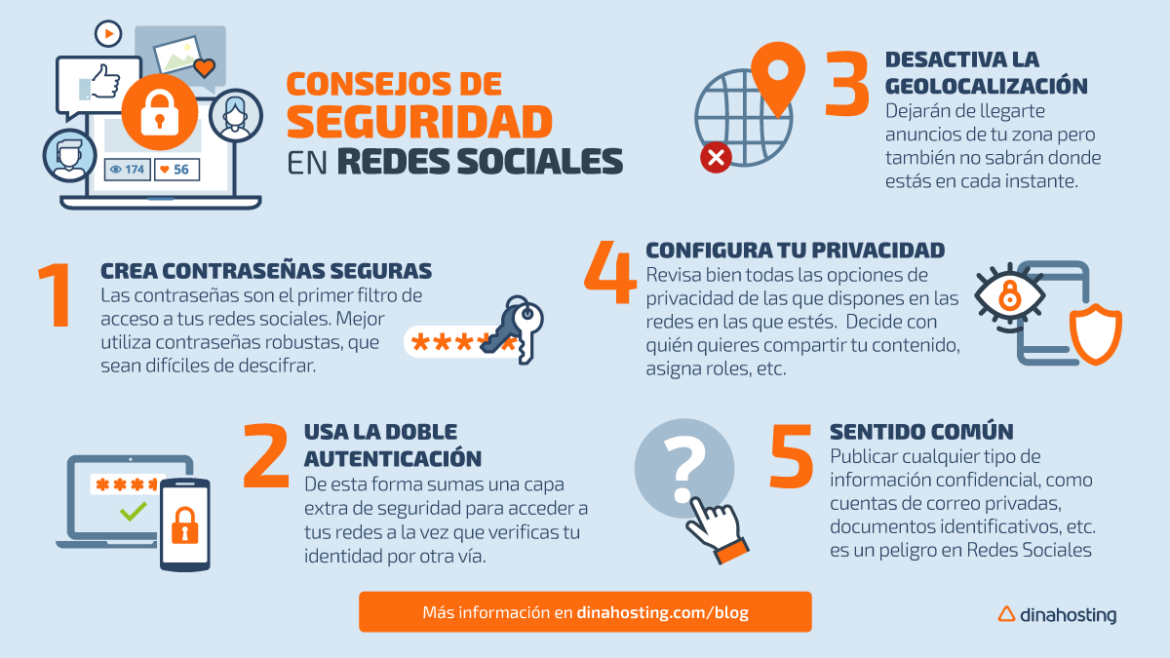 CONSEJOS DE
SEGURIDAD
EN REDES SOCIALES
174
56
1
CREA CONTRASEÑAS SEGURAS
Las contraseñas son el primer filtro de
acceso a tus redes sociales. Mejor
utiliza contraseñas robustas, que
sean difíciles de descifrar.
*****
2
USA LA DOBLE
AUTENTICACIÓN
De esta forma sumas una capa
extra de seguridad para acceder a
tus redes a la vez que verificas tu
identidad por otra vía.
****
3
DESACTIVA LA
GEOLOCALIZACIÓN
Dejarán de llegarte
anuncios de tu zona pero
también no sabrán donde
estás en cada instante.
4
CONFIGURA TU PRIVACIDAD
Revisa bien todas las opciones de
privacidad de las que dispones en las
redes en las que estés.  Decide con
quién quieres compartir tu contenido,
asigna roles, etc.
?
5
SENTIDO COMÚN
Publicar cualquier tipo de
información confidencial, como
cuentas de correo privadas,
documentos identificativos, etc.
es un peligro en Redes Sociales
Más información en dinahosting.com/blog
dinahosting